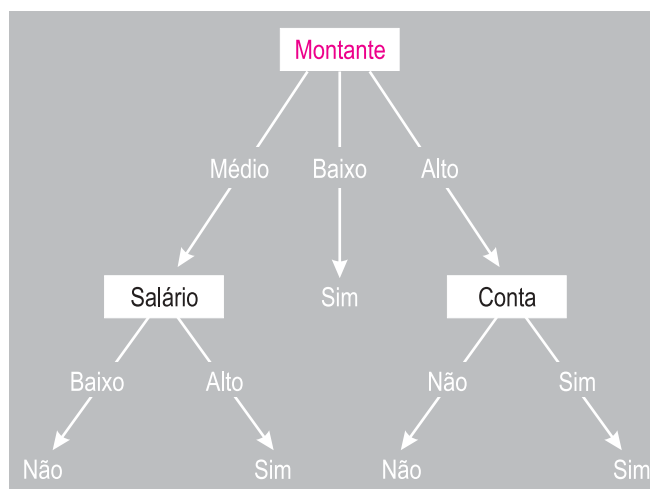 Montante
Médio Baixo Alto
Salário Sim Conta
Baixo Alto Não Sim
Não Sim Não Sim